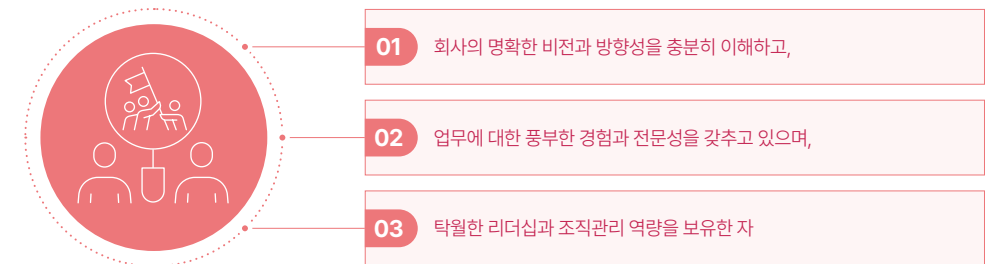 01 회사의 명확한 비전과 방향성을 충분히 이해하고,
02 업무에 대한 풍부한 경험과 전문성을 갖추고 있으며,
03 탁월한 리더십과 조직관리 역량을 보유한 자